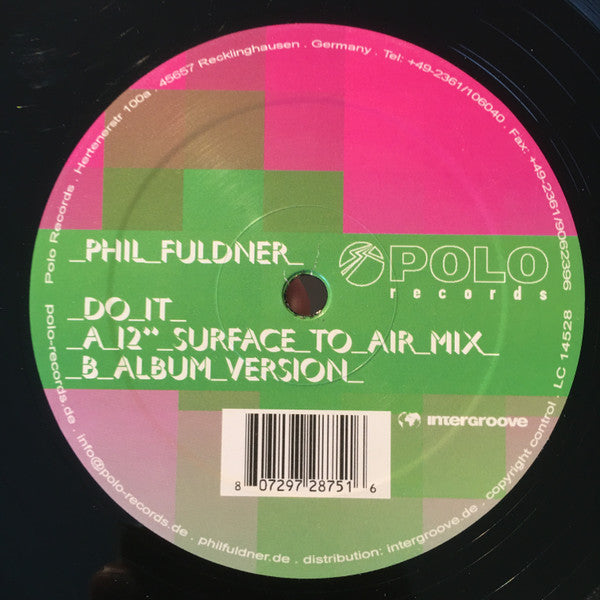 Polo Records . Hertenerstr 100a . 45657 Recklinghausen . Germany . Tel: +49-2361/106040 . Fax: +49-2361/9062396
_PHIL_FULDNER_
POLO
records
_DO_IT_
_A_12"_SURFACE_TO_AIR_MIX_
_B_ALBUM_VERSION_
intergroove
8 07297 28751 6
polo-records.de . info@polo-records.de . philfuldner.de . distribution: intergroove.de . copyright control . LC 14528